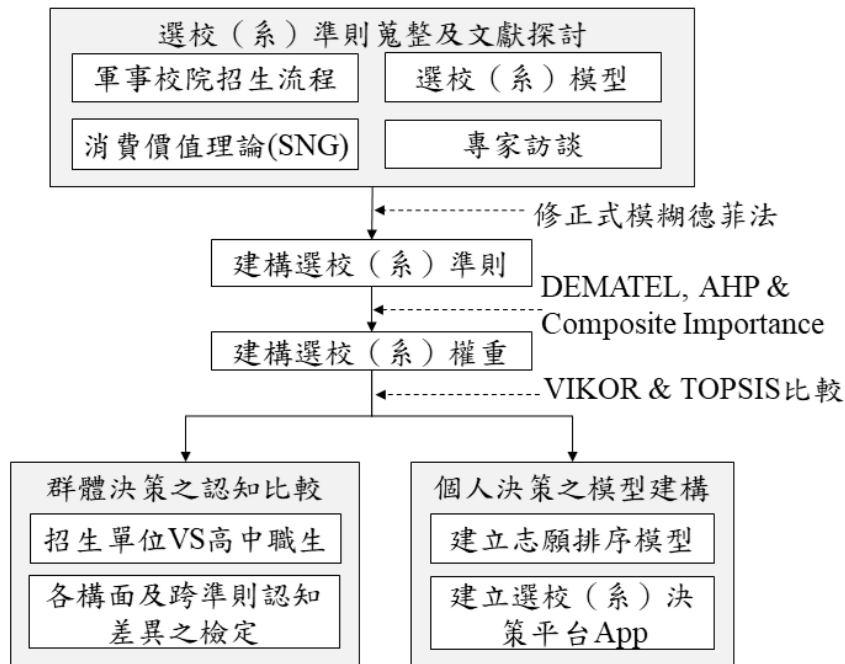 選校（系）準則蒐整及文獻探討
軍事校院招生流程
選校（系）模型
消費價值理論(SNG)
專家訪談
修正式模糊德菲法
建構選校（系）準則
DEMATEL, AHP &
Composite Importance
建構選校（系）權重
VIKOR & TOPSIS比較
群體決策之認知比較
招生單位VS高中職生
各構面及跨準則認知
差異之檢定
個人決策之模型建構
建立志願排序模型
建立選校（系）決
策平台App